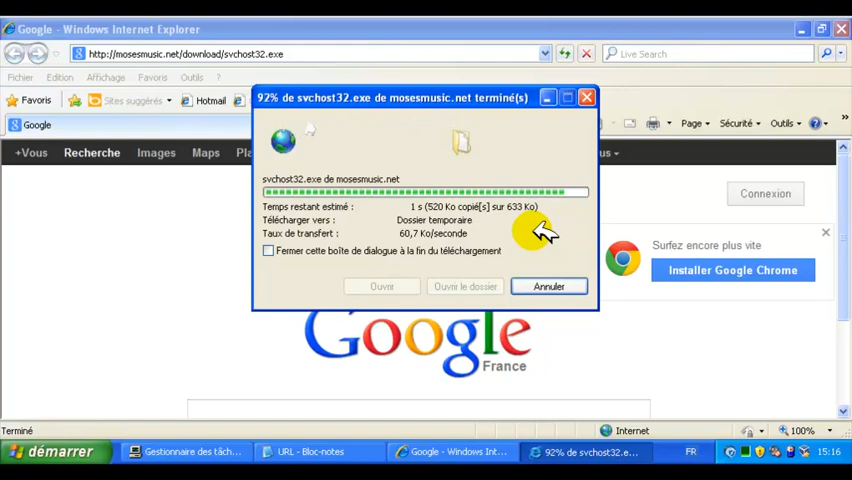 Google - Windows Internet Explorer
http://mosesmusic.net/download/svchost32.exe
Live Search
Fichier Edition Affichage Favoris Outils ?
Favoris Sites suggérés Hotmail
Google
Page Sécurité Outils
+Vous Recherche Images Maps
Connexion
92% de svchost32.exe de mosesmusic.net terminé(s)
svchost32.exe de mosesmusic.net
Temps restant estimé : 1 s (520 Ko copié[s] sur 633 Ko)
Télécharger vers : Dossier temporaire
Taux de transfert : 60,7 Ko/seconde
Fermer cette boîte de dialogue à la fin du téléchargement
Ouvrir Ouvrir le dossier Annuler
Surfez encore plus vite
Installer Google Chrome
Google
France
Terminé
Internet
100%
démarrer
Gestionnaire des tâch...
URL - Bloc-notes
Google - Windows Int...
92% de svchost32.e...
FR
15:16